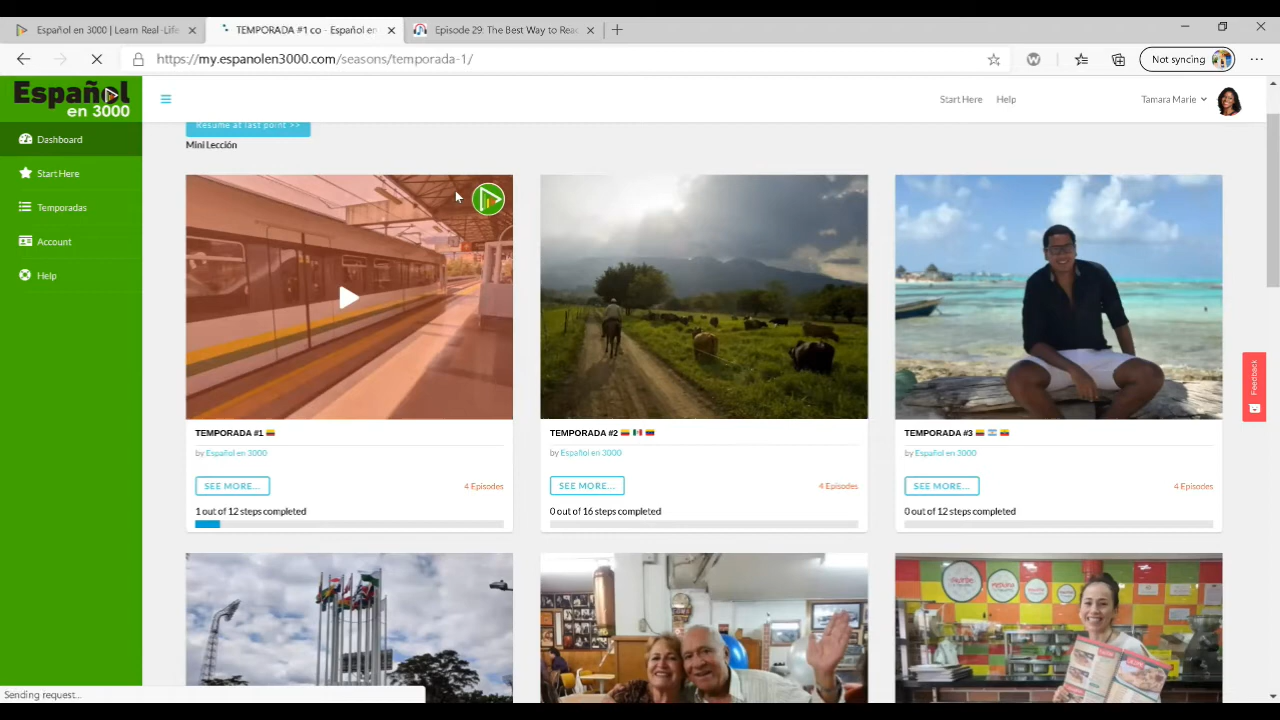 Español en 3000 | Learn Real-Life
TEMPORADA #1 co - Español en
Episode 29: The Best Way to Reac
https://my.espanolen3000.com/seasons/temporada-1/
Not syncing
Español
en 3000
Start Here
Help
Tamara Marie
Dashboard
Start Here
Temporadas
Account
Help
Resume at last point >>
Mini Lección
TEMPORADA #1
by Español en 3000
SEE MORE...
4 Episodes
1 out of 12 steps completed
TEMPORADA #2
by Español en 3000
SEE MORE...
4 Episodes
0 out of 16 steps completed
TEMPORADA #3
by Español en 3000
SEE MORE...
4 Episodes
0 out of 12 steps completed
Feedback
Sending request...